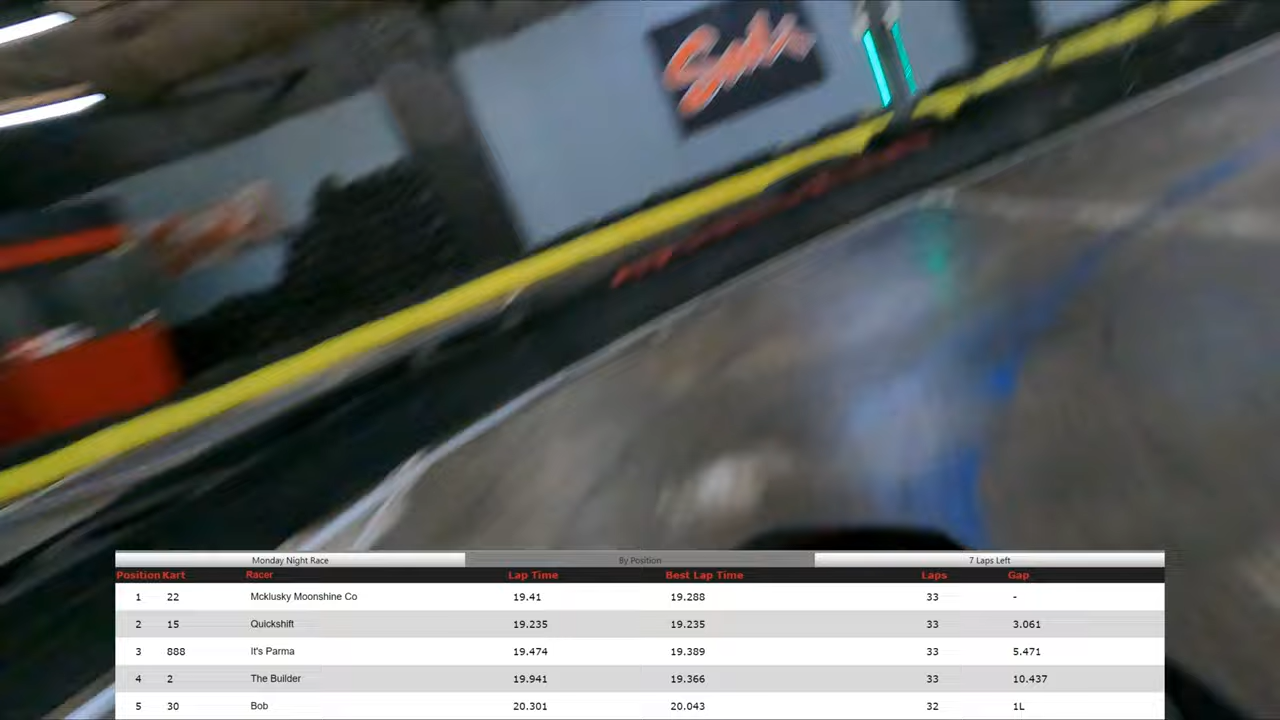 Monday Night Race By Position 7 Laps Left
Position Kart Racer Lap Time Best Lap Time Laps Gap
1 22 Mcklusky Moonshine Co 19.41 19.288 33 -
2 15 Quickshift 19.235 19.235 33 3.061
3 888 It's Parma 19.474 19.389 33 5.471
4 2 The Builder 19.941 19.366 33 10.437
5 30 Bob 20.301 20.043 32 1L